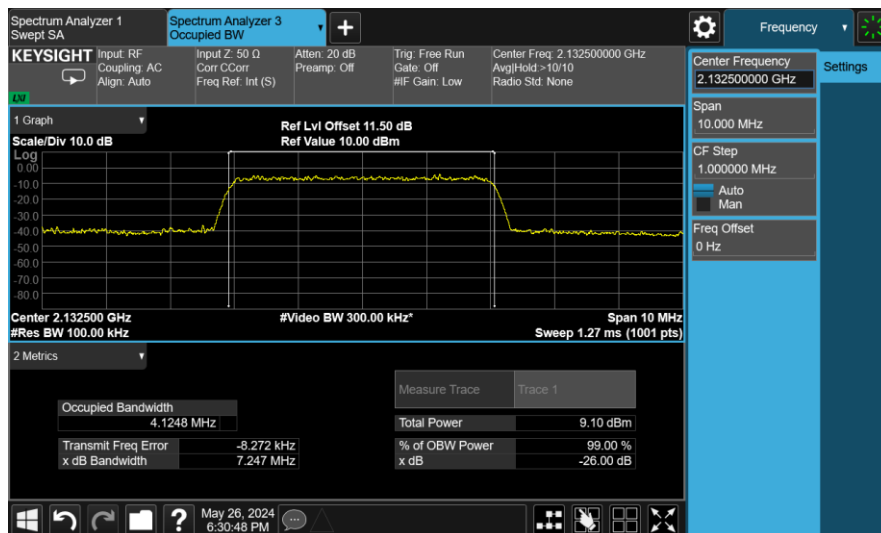 Spectrum Analyzer 1
Swept SA
Spectrum Analyzer 3
Occupied BW
Frequency
KEYSIGHT
Input: RF
Coupling: AC
Align: Auto
Input Z: 50 Ω
Corr CCorr
Freq Ref: Int (S)
Atten: 20 dB
Preamp: Off
Trig: Free Run
Gate: Off
#IF Gain: Low
Center Freq: 2.132500000 GHz
Avg|Hold:>10/10
Radio Std: None
LXI
Center Frequency
2.132500000 GHz
Settings
Span
10.000 MHz
CF Step
1.000000 MHz
Auto
Man
Freq Offset
0 Hz
1 Graph
Scale/Div 10.0 dB
Ref Lvl Offset 11.50 dB
Ref Value 10.00 dBm
Log
0.00
-10.0
-20.0
-30.0
-40.0
-50.0
-60.0
-70.0
-80.0
Center 2.132500 GHz
#Video BW 300.00 kHz*
Span 10 MHz
#Res BW 100.00 kHz
Sweep 1.27 ms (1001 pts)
2 Metrics
Measure Trace Trace 1
Occupied Bandwidth
4.1248 MHz
Total Power 9.10 dBm
Transmit Freq Error -8.272 kHz
% of OBW Power 99.00 %
x dB Bandwidth 7.247 MHz
x dB -26.00 dB
?
May 26, 2024
6:30:48 PM